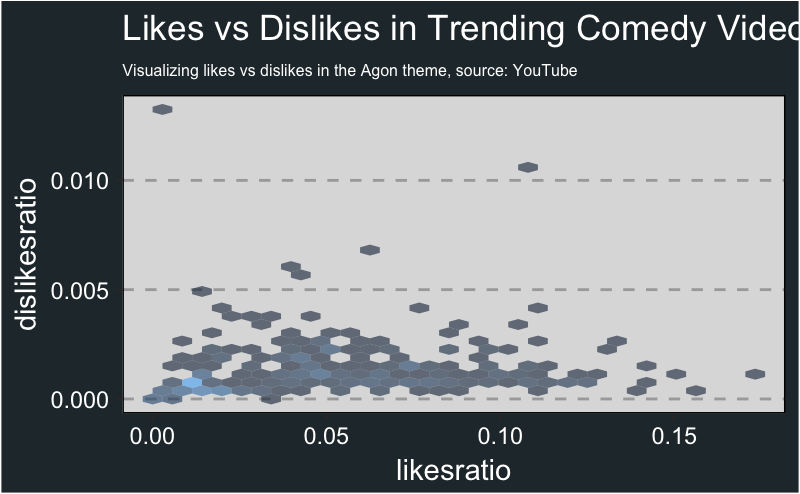 Likes vs Dislikes in Trending Comedy Videc
Visualizing likes vs dislikes in the Agon theme, source: YouTube
dislikesratio
0.010
0.005
0.000
0.00 0.05 0.10 0.15
likesratio